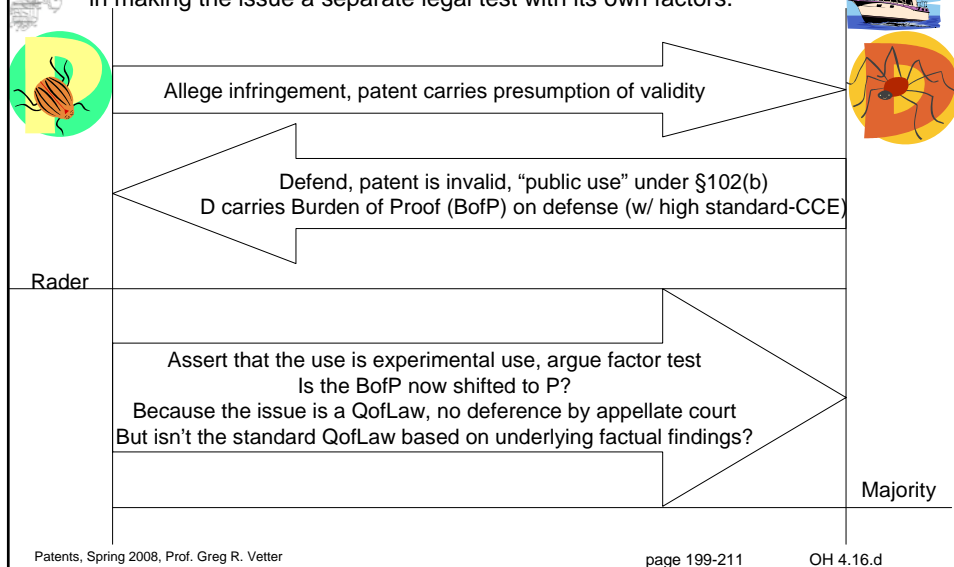 in making the issue a separate legal test with its own factors.
P
D
Allege infringement, patent carries presumption of validity
Defend, patent is invalid, “public use” under §102(b)
D carries Burden of Proof (BofP) on defense (w/ high standard-CCE)
Rader
Assert that the use is experimental use, argue factor test
Is the BofP now shifted to P?
Because the issue is a QofLaw, no deference by appellate court
But isn't the standard QofLaw based on underlying factual findings?
Majority
Patents, Spring 2008, Prof. Greg R. Vetter
page 199-211
OH 4.16.d